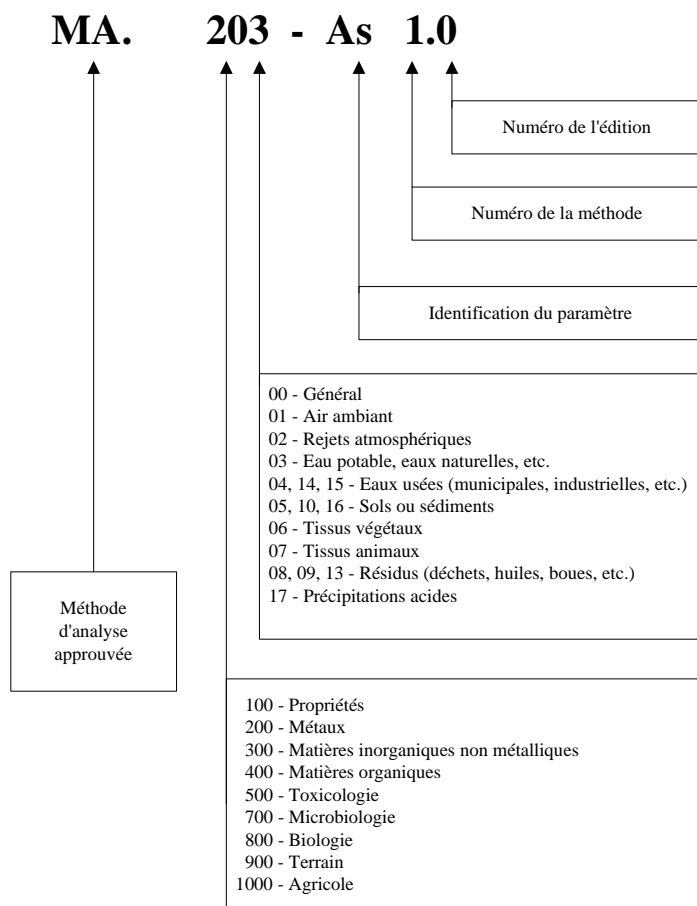 MA. 203 - As 1.0
Numéro de l'édition
Numéro de la méthode
Identification du paramètre
00 - Général
01 - Air ambiant
02 - Rejets atmosphériques
03 - Eau potable, eaux naturelles, etc.
04, 14, 15 - Eaux usées (municipales, industrielles, etc.)
05, 10, 16 - Sols ou sédiments
06 - Tissus végétaux
07 - Tissus animaux
08, 09, 13 - Résidus (déchets, huiles, boues, etc.)
17 - Précipitations acides
Méthode
d'analyse
approuvée
100 - Propriétés
200 - Métaux
300 - Matières inorganiques non métalliques
400 - Matières organiques
500 - Toxicologie
700 - Microbiologie
800 - Biologie
900 - Terrain
1000 - Agricole